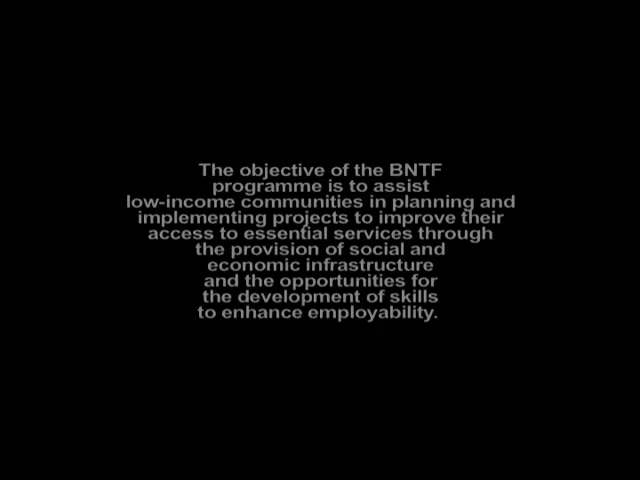 The objective of the BNTF
programme is to assist
low-income communities in planning and
implementing projects to improve their
access to essential services through
the provision of social and
economic infrastructure
and the opportunities for
the development of skills
to enhance employability.